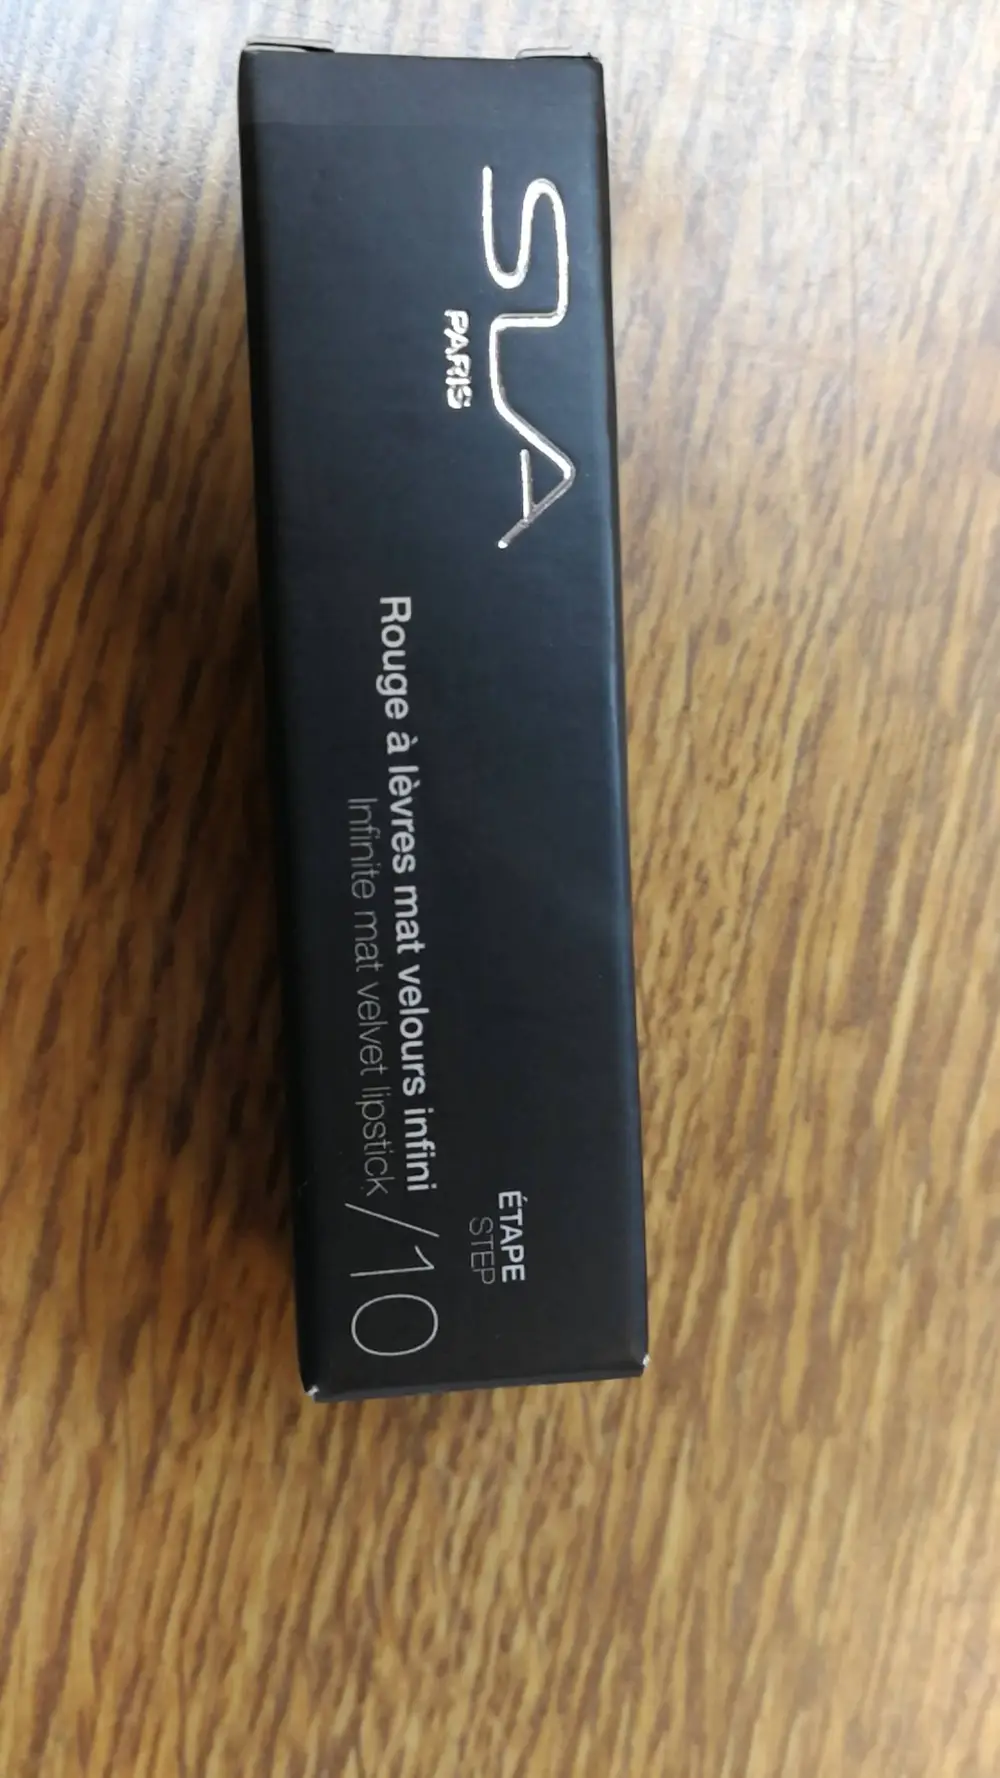 SLA
PARIS
ÉTAPE
STEP
Rouge à lèvres mat velours infini
Infinite mat velvet lipstick
/10